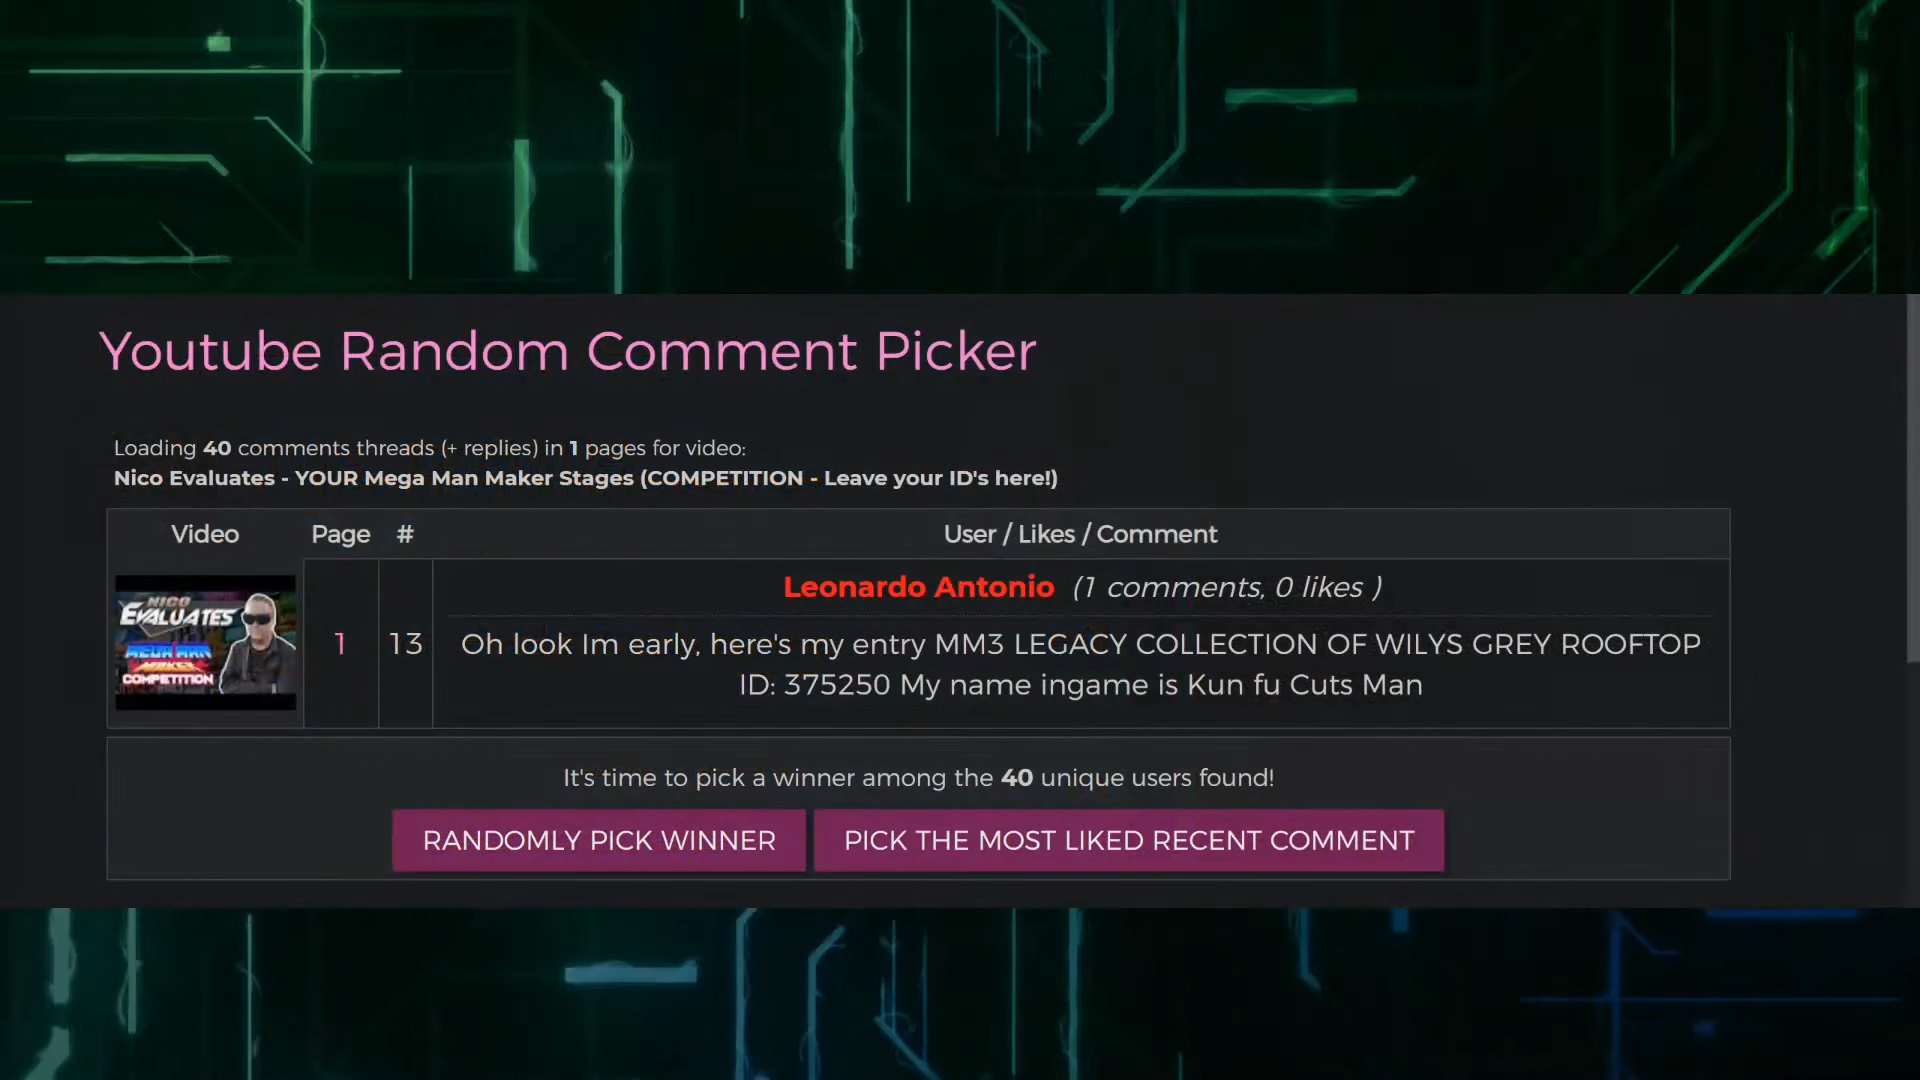 Youtube Random Comment Picker
Loading 40 comments threads (+ replies) in 1 pages for video:
Nico Evaluates - YOUR Mega Man Maker Stages (COMPETITION - Leave your ID's here!)
Video Page # User / Likes / Comment
NICO
EVALUATES
MEGA MAN
MAKER
COMPETITION
1 13
Leonardo Antonio (1 comments, 0 likes )
Oh look Im early, here's my entry MM3 LEGACY COLLECTION OF WILYS GREY ROOFTOP
ID: 375250 My name ingame is Kun fu Cuts Man
It's time to pick a winner among the 40 unique users found!
RANDOMLY PICK WINNER PICK THE MOST LIKED RECENT COMMENT